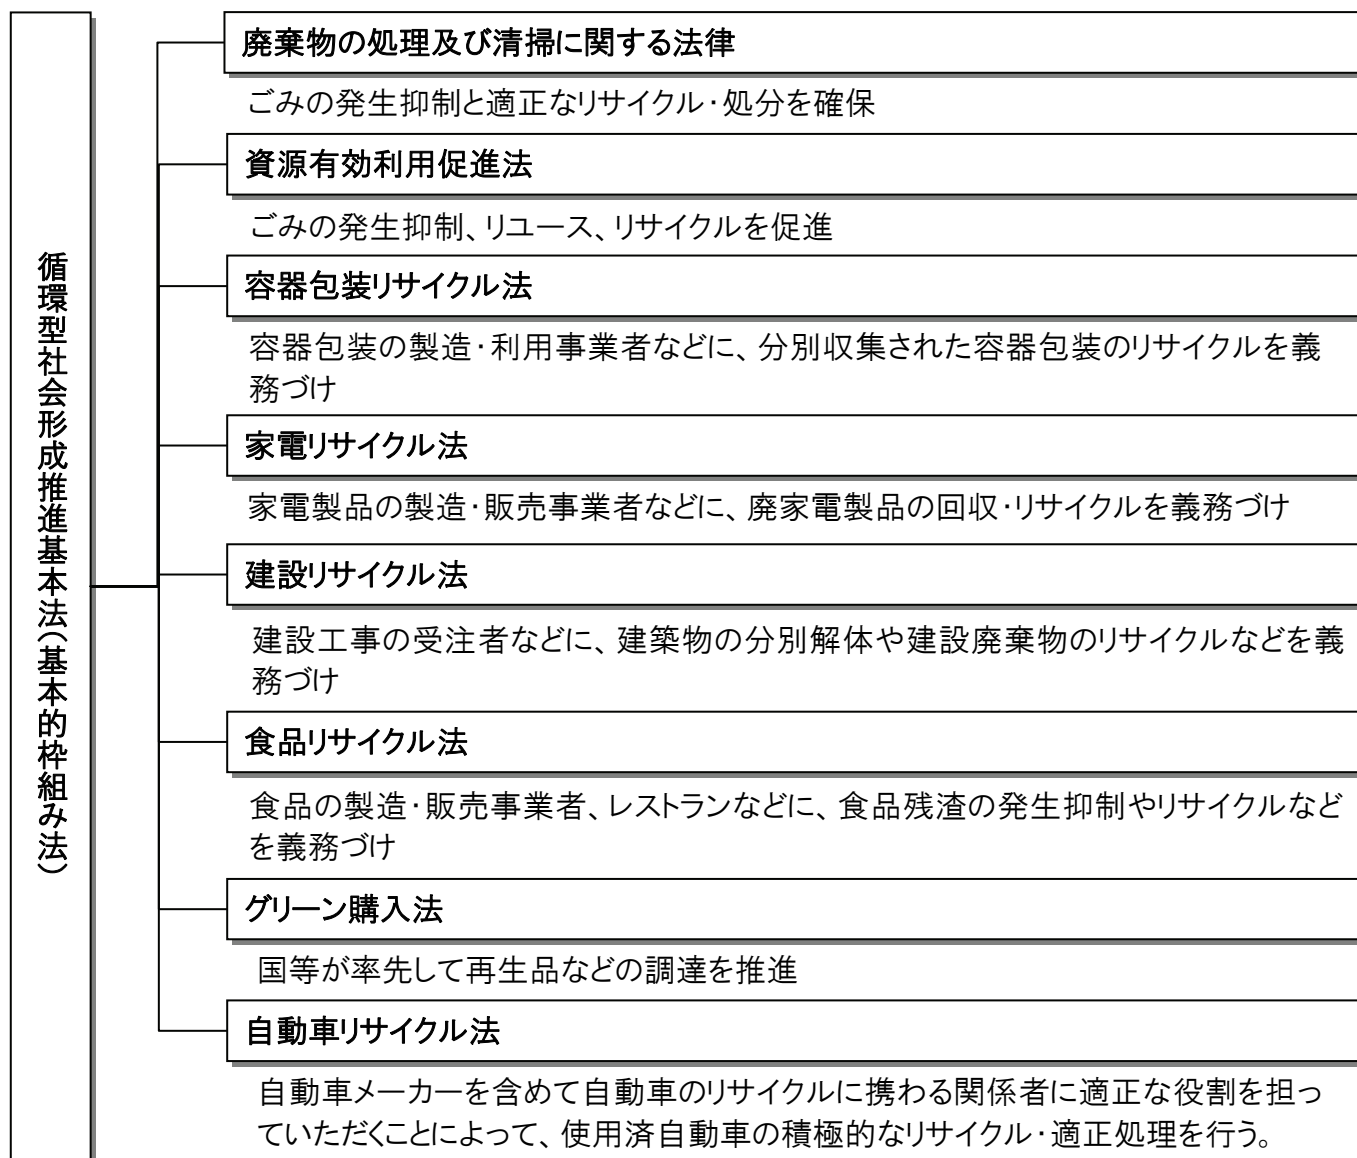 循環型社会形成推進基本法（基本的枠組み法）
廃棄物の処理及び清掃に関する法律
ごみの発生抑制と適正なリサイクル・処分を確保
資源有効利用促進法
ごみの発生抑制、リユース、リサイクルを促進
容器包装リサイクル法
容器包装の製造・利用事業者などに、分別収集された容器包装のリサイクルを義
務づけ
家電リサイクル法
家電製品の製造・販売事業者などに、廃家電製品の回収・リサイクルを義務づけ
建設リサイクル法
建設工事の受注者などに、建築物の分別解体や建設廃棄物のリサイクルなどを義
務づけ
食品リサイクル法
食品の製造・販売事業者、レストランなどに、食品残渣の発生抑制やリサイクルなど
を義務づけ
グリーン購入法
国等が率先して再生品などの調達を推進
自動車リサイクル法
自動車メーカーを含めて自動車のリサイクルに携わる関係者に適正な役割を担っ
ていただくことによって、使用済自動車の積極的なリサイクル・適正処理を行う。